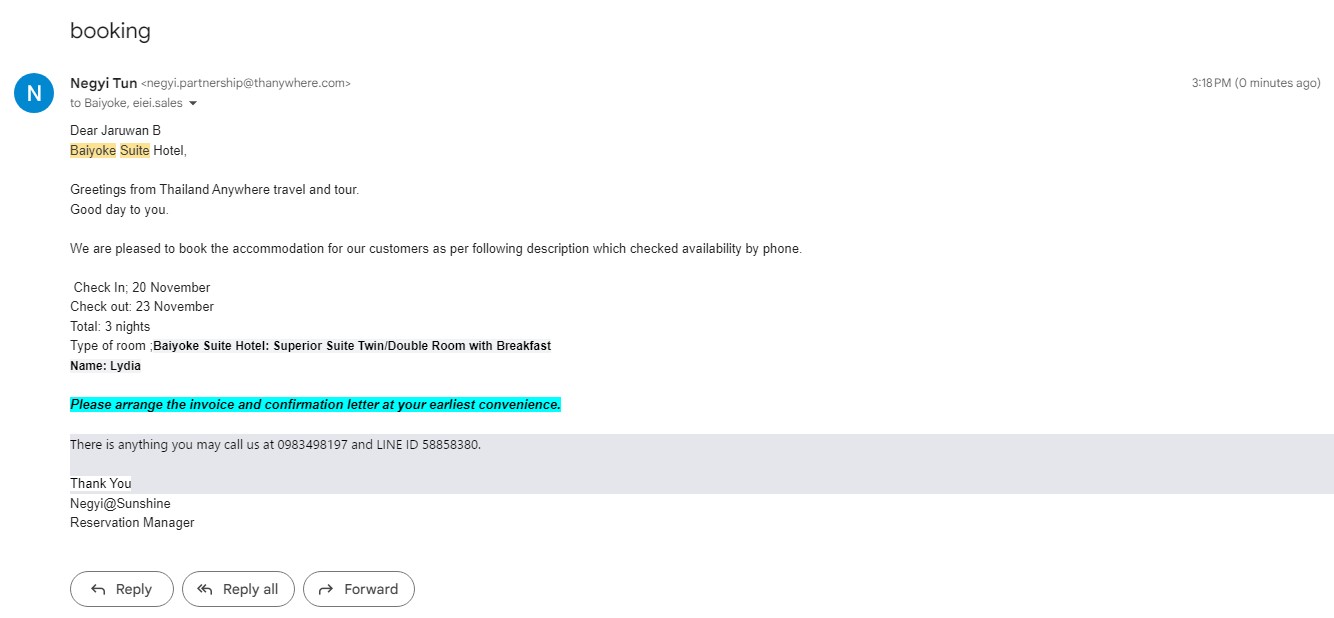 booking
N
Negyi Tun <negyi.partnership@thanywhere.com>
3:18 PM (0 minutes ago)
to Baiyoke, eiei.sales
Dear Jaruwan B
Baiyoke Suite Hotel,
Greetings from Thailand Anywhere travel and tour.
Good day to you.
We are pleased to book the accommodation for our customers as per following description which checked availability by phone.
Check In; 20 November
Check out: 23 November
Total: 3 nights
Type of room ;Baiyoke Suite Hotel: Superior Suite Twin/Double Room with Breakfast
Name: Lydia
Please arrange the invoice and confirmation letter at your earliest convenience.
There is anything you may call us at 0983498197 and LINE ID 58858380.
Thank You
Negyi@Sunshine
Reservation Manager
Reply
Reply all
Forward